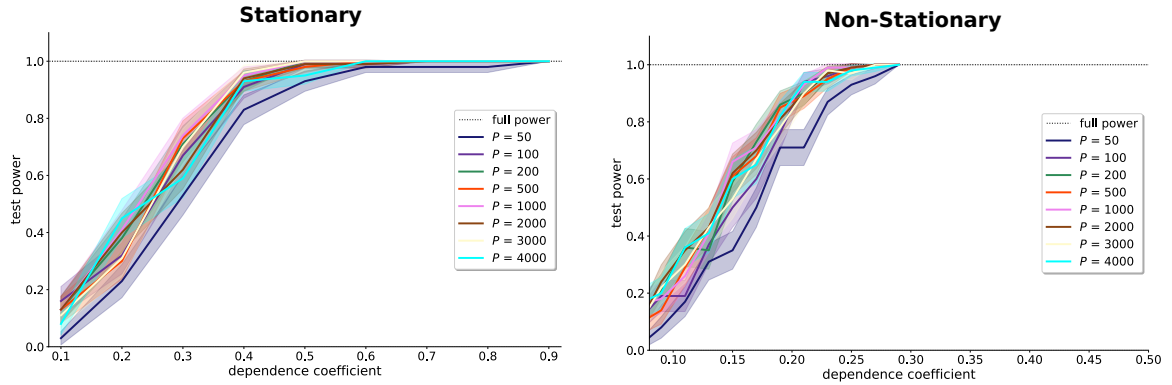 Stationary
1.0
0.8
0.6
0.4
0.2
0.0
test power
0.1 0.2 0.3 0.4 0.5 0.6 0.7 0.8 0.9
dependence coefficient
full power
P = 50
P = 100
P = 200
P = 500
P = 1000
P = 2000
P = 3000
P = 4000
Non-Stationary
1.0
0.8
0.6
0.4
0.2
0.0
test power
0.10 0.15 0.20 0.25 0.30 0.35 0.40 0.45 0.50
dependence coefficient
full power
P = 50
P = 100
P = 200
P = 500
P = 1000
P = 2000
P = 3000
P = 4000